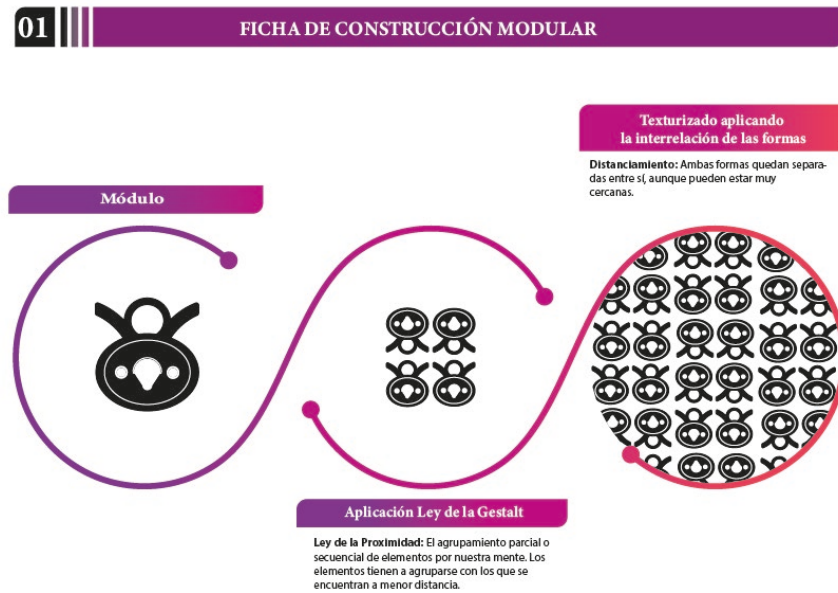 01
FICHA DE CONSTRUCCIÓN MODULAR
Módulo
Aplicación Ley de la Gestalt
Ley de la Proximidad: El agrupamiento parcial o
secuencial de elementos por nuestra mente. Los
elementos tienen a agruparse con los que se
encuentran a menor distancia.
Texturizado aplicando
la interrelación de las formas
Distanciamiento: Ambas formas quedan separa-
das entre sí, aunque pueden estar muy
cercanas.